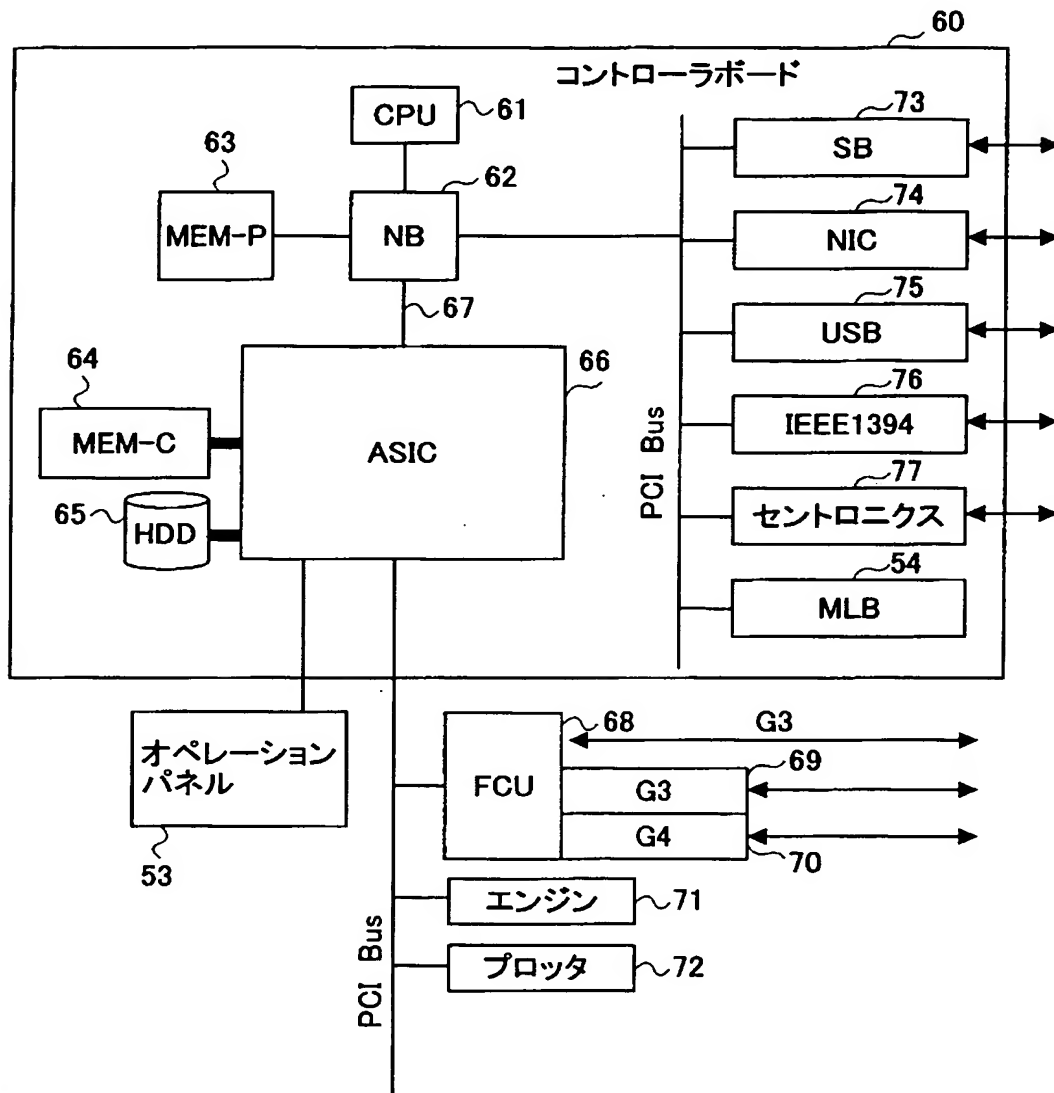 60
コントローラボード
CPU
61
63
MEM-P
62
NB
67
73
SB
74
NIC
75
USB
76
IEEE1394
77
セントロニクス
54
MLB
PCI Bus
64
MEM-C
65
HDD
66
ASIC
オペレーション
パネル
53
68
FCU
G3
69
G3
G4
70
エンジン
71
プロッタ
72
PCI Bus